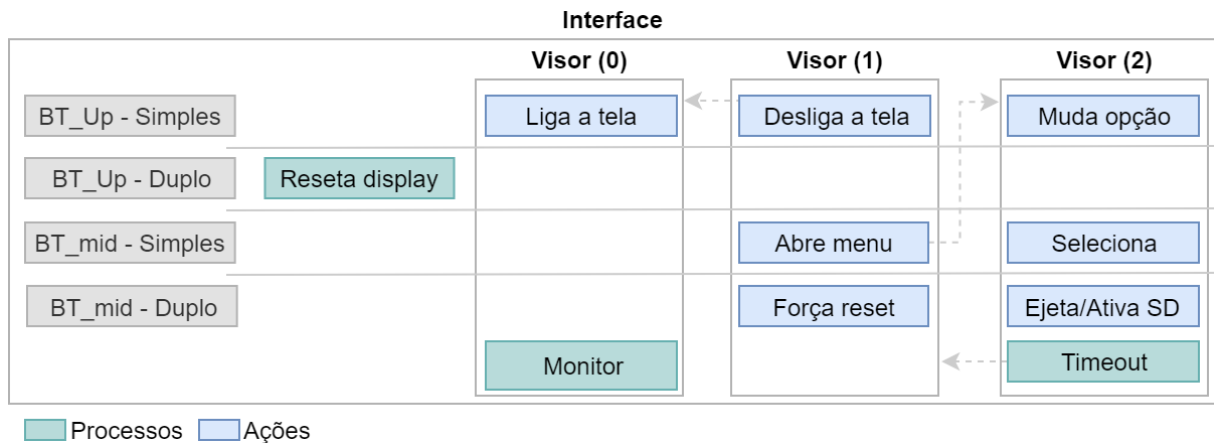 Interface
Visor (0) Visor (1) Visor (2)
BT_Up - Simples Liga a tela Desliga a tela Muda opção
BT_Up - Duplo Reseta display
BT_mid - Simples Abre menu Seleciona
BT_mid - Duplo Força reset Ejeta/Ativa SD
Monitor Timeout
Processos Ações